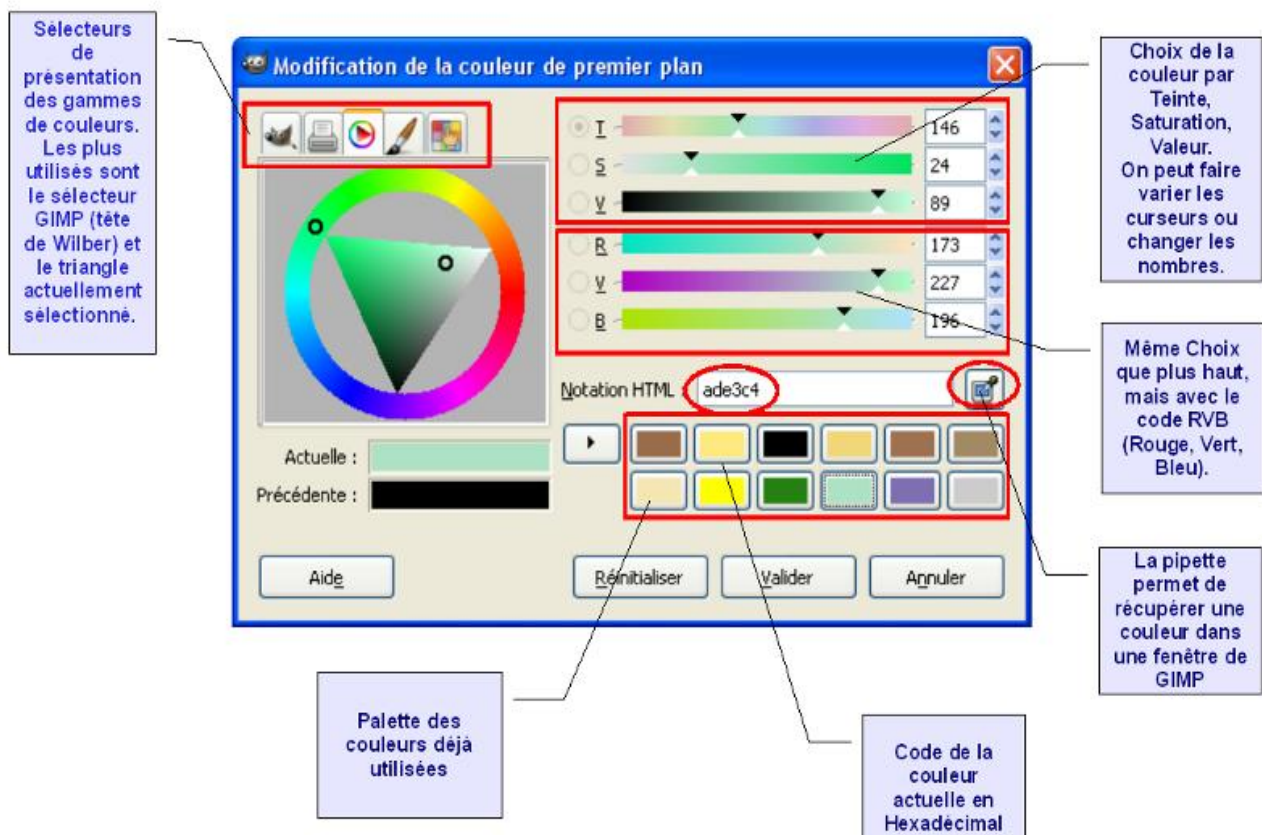 Sélecteurs
de
présentation
des gammes
de couleurs.
Les plus
utilisés sont
le sélecteur
GIMP (tête
de Wilber) et
le triangle
actuellement
sélectionné.
Modification de la couleur de premier plan
T 146
S 24
V 89
R 173
V 227
B 196
Notation HTML : ade3c4
Actuelle :
Précédente :
Aide
Réinitialiser
Valider
Annuler
Choix de la
couleur par
Teinte,
Saturation,
Valeur.
On peut faire
varier les
curseurs ou
changer les
nombres.
Même Choix
que plus haut,
mais avec le
code RVB
(Rouge, Vert,
Bleu).
La pipette
permet de
récupérer une
couleur dans
une fenêtre de
GIMP
Palette des
couleurs déjà
utilisées
Code de la
couleur
actuelle en
Hexadécimal